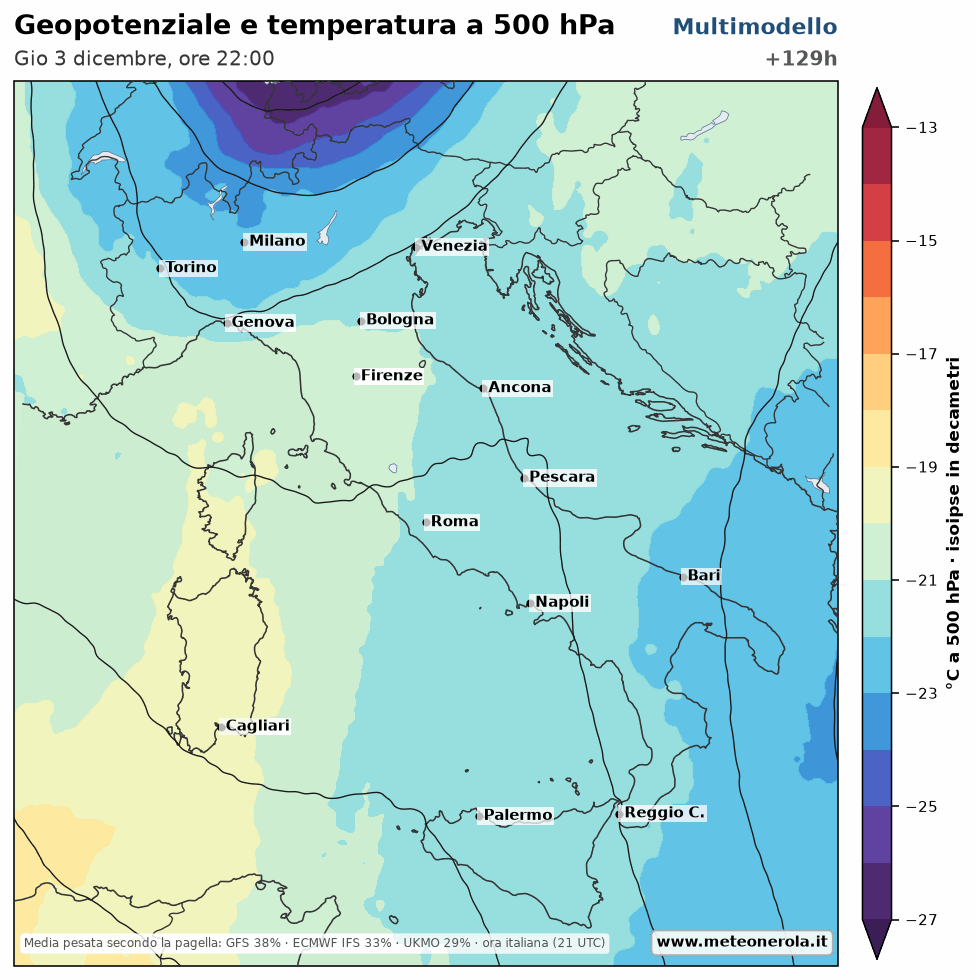 Geopotenziale e temperatura a 500 hPa
Multimodello
Gio 3 dicembre, ore 22:00
+129h
Milano
Venezia
Torino
Genova
Bologna
Firenze
Ancona
Pescara
Roma
Bari
Napoli
Cagliari
Palermo
Reggio C.
−13
−15
−17
−19
−21
−23
−25
−27
°C a 500 hPa · isoipse in decametri
Media pesata secondo la pagella: GFS 38% · ECMWF IFS 33% · UKMO 29% · ora italiana (21 UTC)
www.meteonerola.it